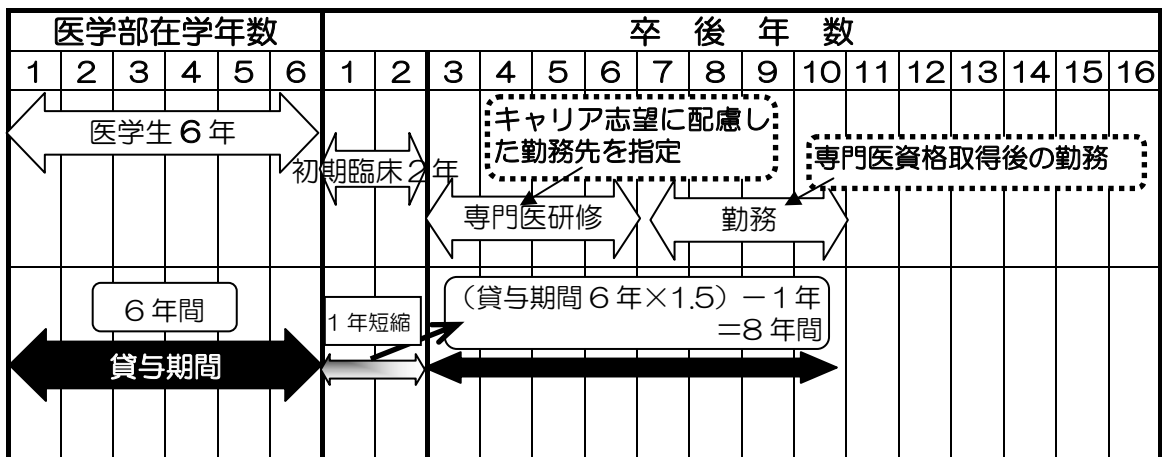 医学部在学年数
卒後年数
1 2 3 4 5 6 1 2 3 4 5 6 7 8 9 10 11 12 13 14 15 16
医学生6年
初期臨床2年
キャリア志望に配慮し
た勤務先を指定
専門医資格取得後の勤務
専門医研修
勤務
6年間
1年短縮
(貸与期間6年×1.5)-1年
=8年間
貸与期間